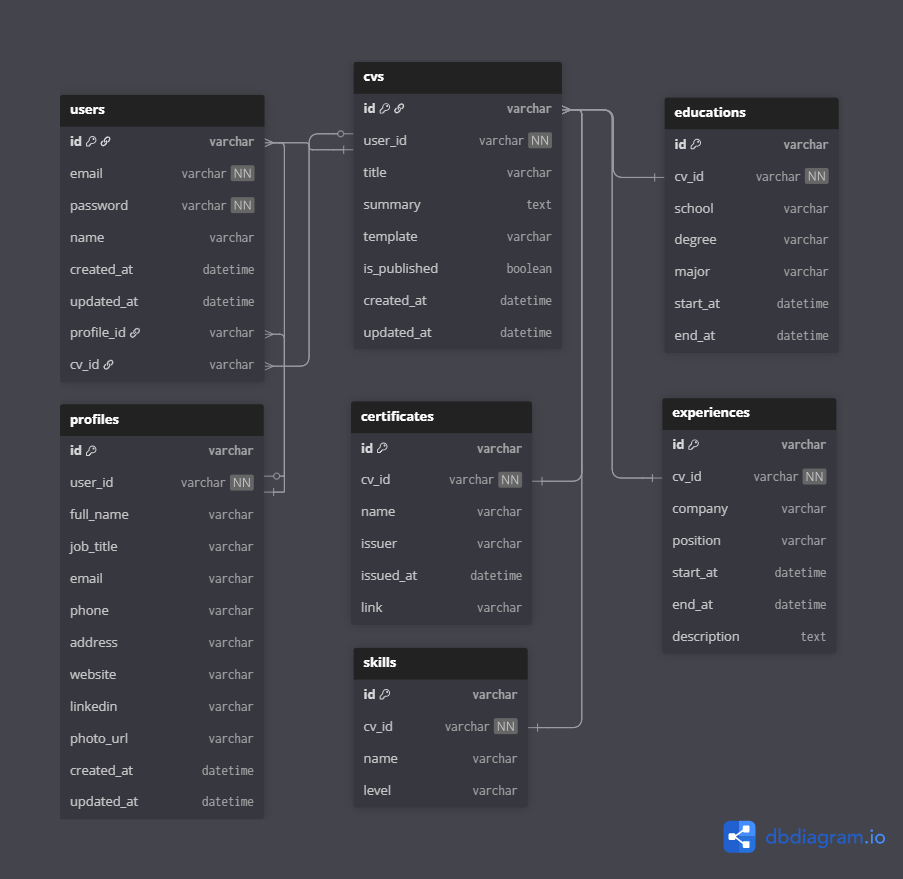 users
id varchar
email varchar NN
password varchar NN
name varchar
created_at datetime
updated_at datetime
profile_id varchar
cv_id varchar
profiles
id varchar
user_id varchar NN
full_name varchar
job_title varchar
email varchar
phone varchar
address varchar
website varchar
linkedin varchar
photo_url varchar
created_at datetime
updated_at datetime
cvs
id varchar
user_id varchar NN
title varchar
summary text
template varchar
is_published boolean
created_at datetime
updated_at datetime
certificates
id varchar
cv_id varchar NN
name varchar
issuer varchar
issued_at datetime
link varchar
skills
id varchar
cv_id varchar NN
name varchar
level varchar
educations
id varchar
cv_id varchar NN
school varchar
degree varchar
major varchar
start_at datetime
end_at datetime
experiences
id varchar
cv_id varchar NN
company varchar
position varchar
start_at datetime
end_at datetime
description text
dbdiagram.io